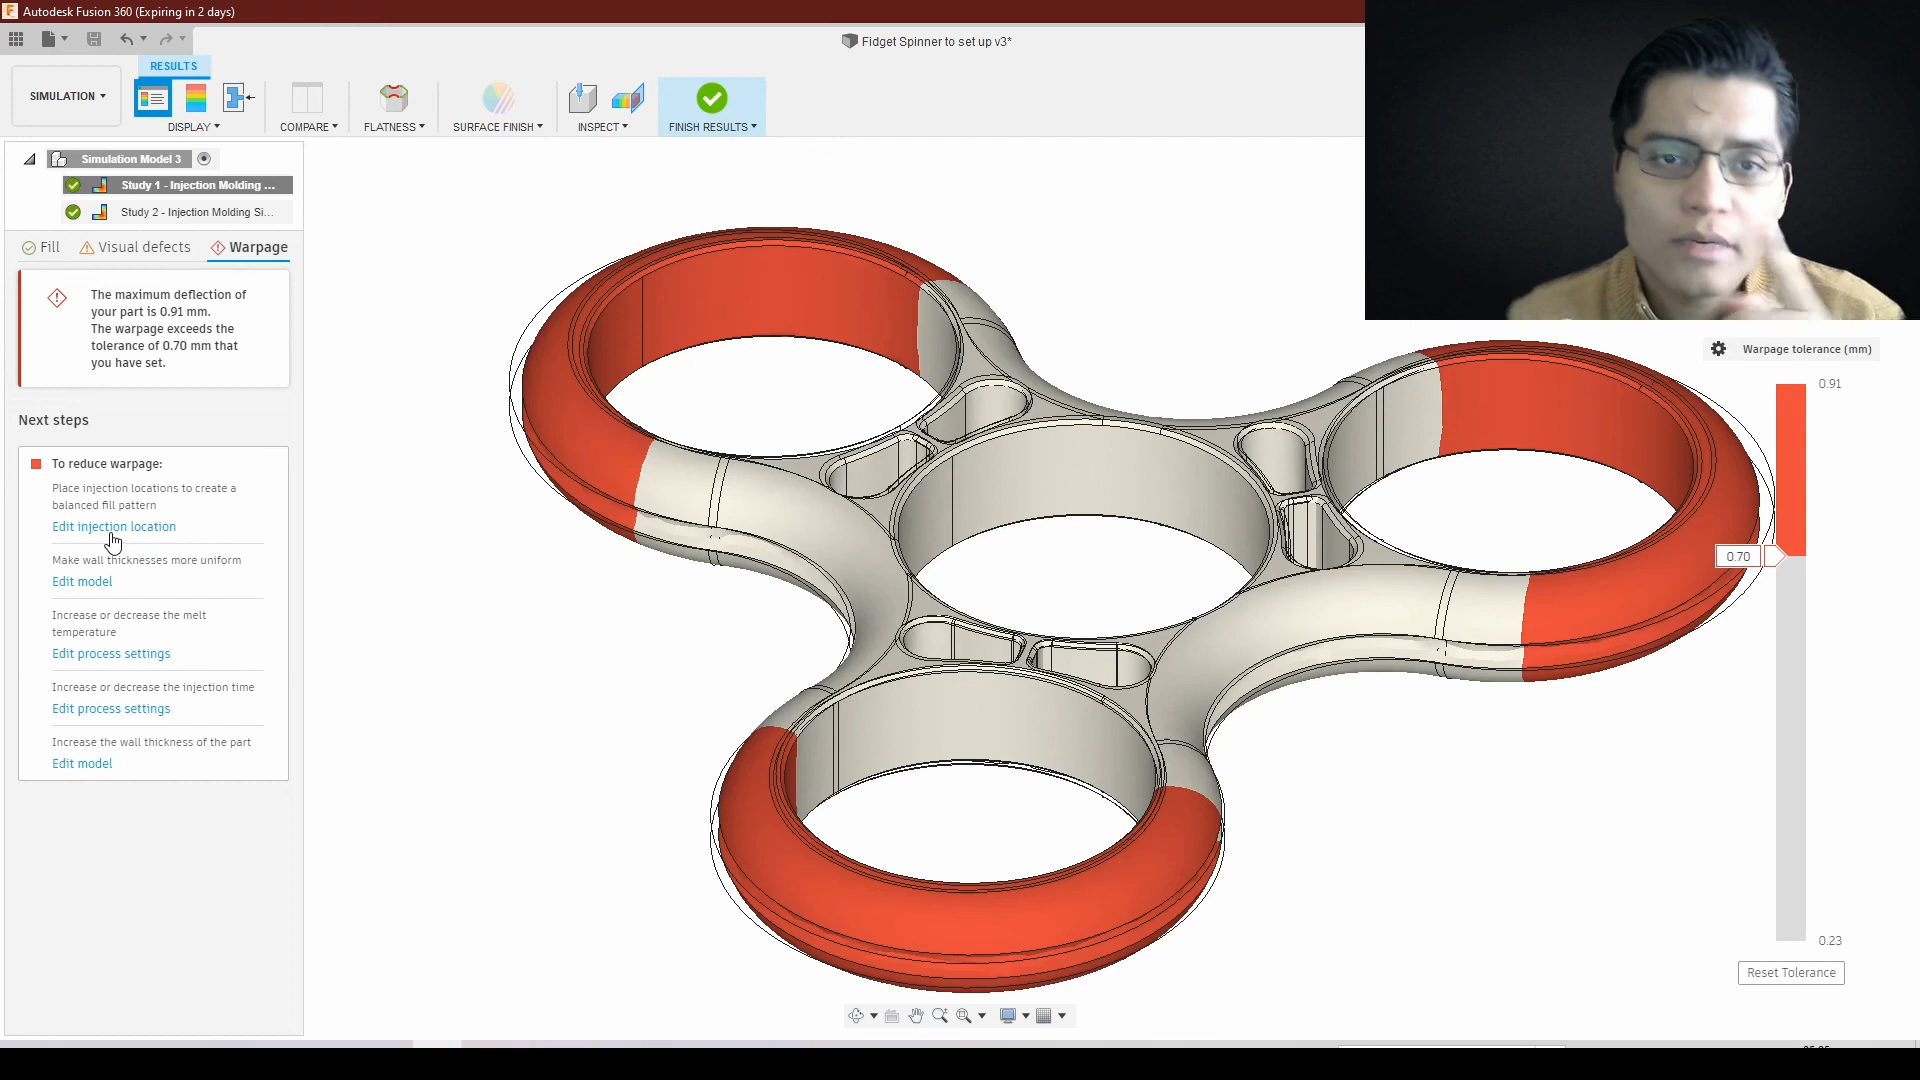 Autodesk Fusion 360 (Expiring in 2 days)
Fidget Spinner to set up v3*
RESULTS
SIMULATION
DISPLAY
COMPARE
FLATNESS
SURFACE FINISH
INSPECT
FINISH RESULTS
Simulation Model 3
Study 1 - Injection Molding ...
Study 2 - Injection Molding Si...
Fill
Visual defects
Warpage
The maximum deflection of
your part is 0.91 mm.
The warpage exceeds the
tolerance of 0.70 mm that
you have set.
Next steps
To reduce warpage:
Place injection locations to create a
balanced fill pattern
Edit injection location
Make wall thicknesses more uniform
Edit model
Increase or decrease the melt
temperature
Edit process settings
Increase or decrease the injection time
Edit process settings
Increase the wall thickness of the part
Edit model
Warpage tolerance (mm)
0.91
0.70
0.23
Reset Tolerance